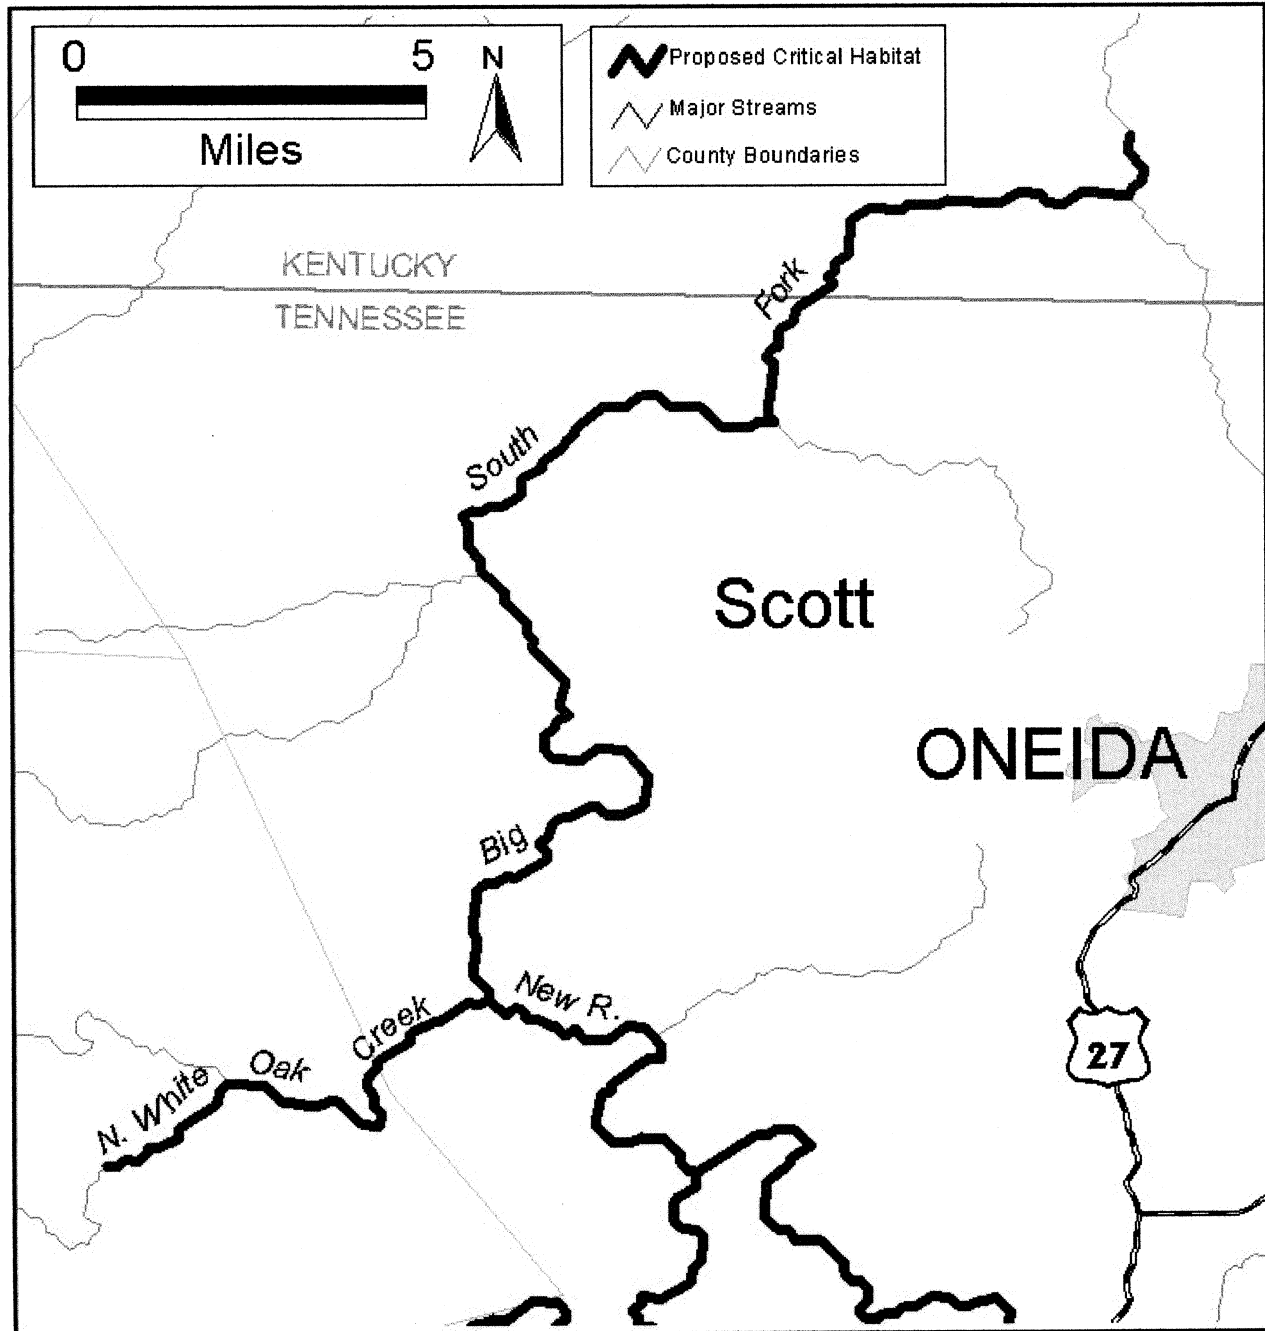 0 5
Miles
N
Proposed Critical Habitat
Major Streams
County Boundaries
KENTUCKY
TENNESSEE
Fork
South
Scott
ONEIDA
Big
New R.
Creek
Oak
N. White
27